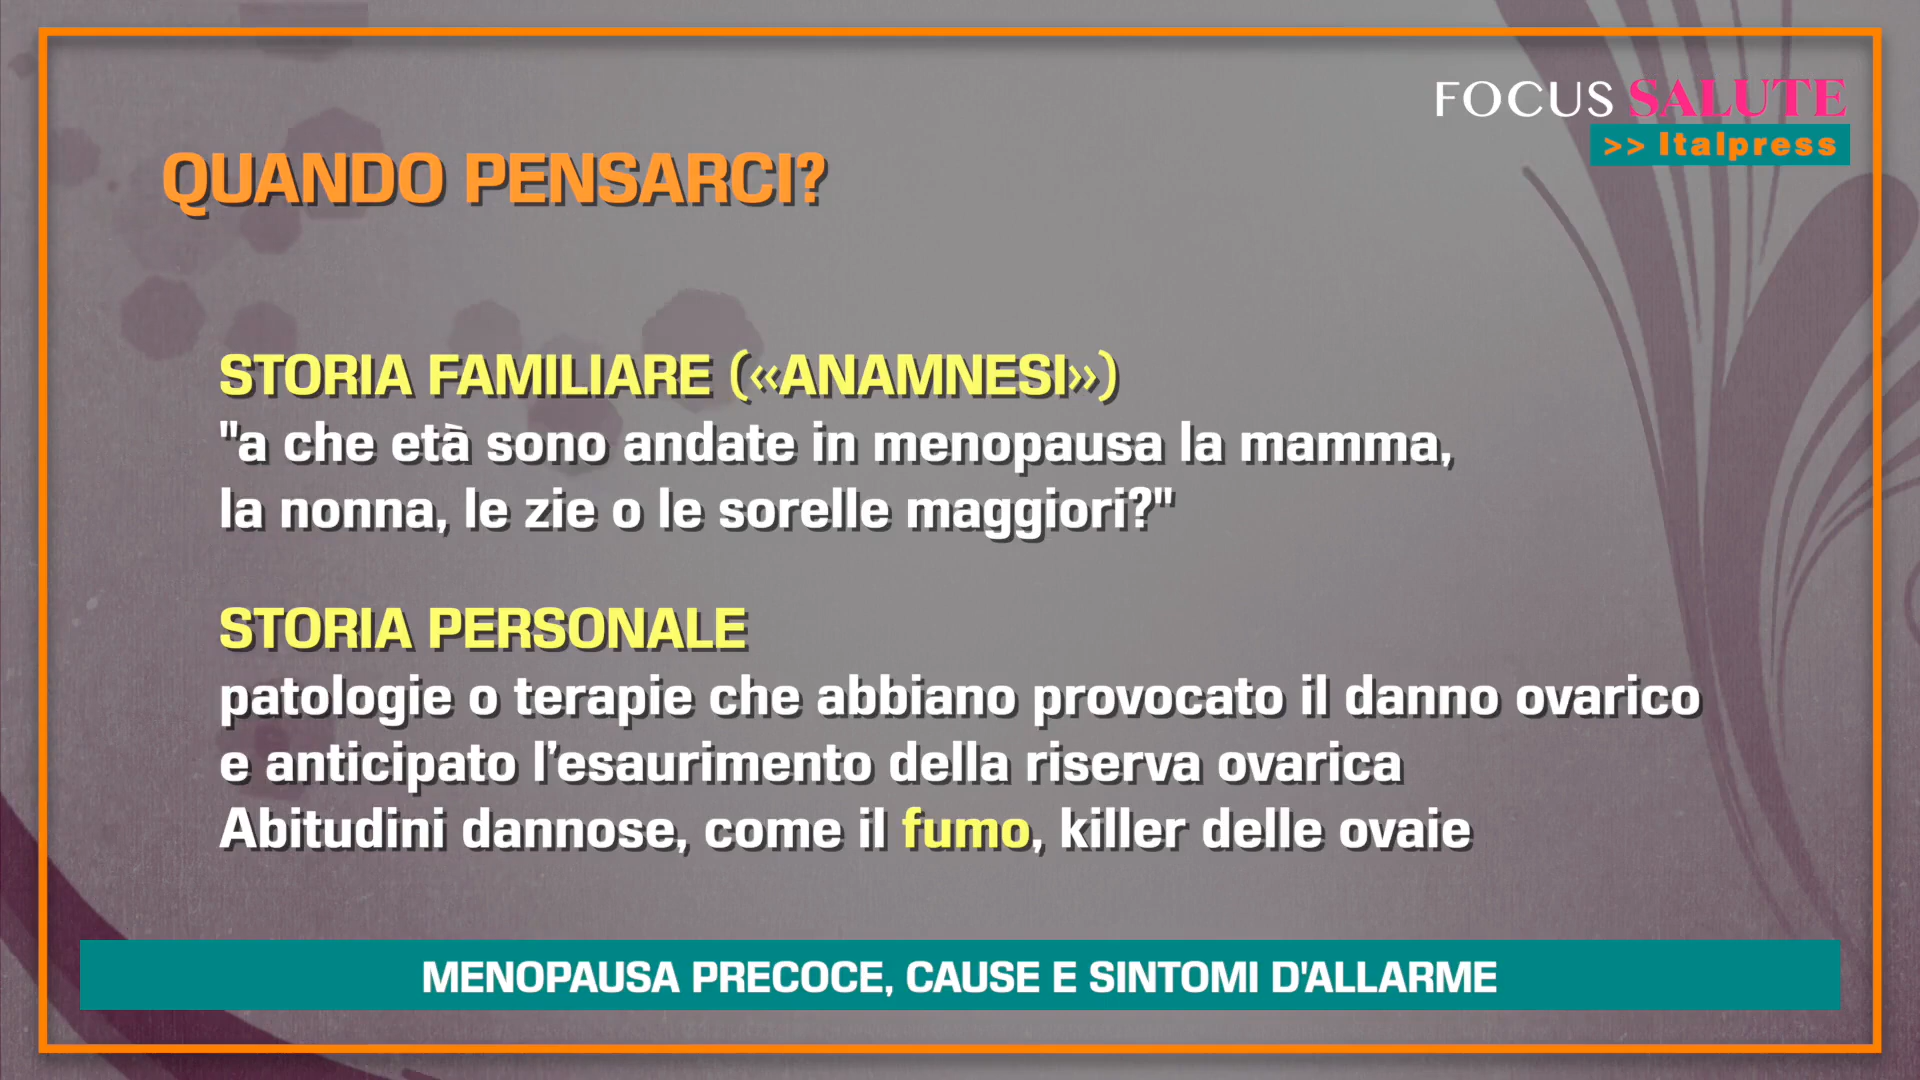 FOCUS SALUTE
>> Italpress
QUANDO PENSARCI?
STORIA FAMILIARE («ANAMNESI»)
"a che età sono andate in menopausa la mamma,
la nonna, le zie o le sorelle maggiori?"
STORIA PERSONALE
patologie o terapie che abbiano provocato il danno ovarico
e anticipato l'esaurimento della riserva ovarica
Abitudini dannose, come il fumo, killer delle ovaie
MENOPAUSA PRECOCE, CAUSE E SINTOMI D'ALLARME